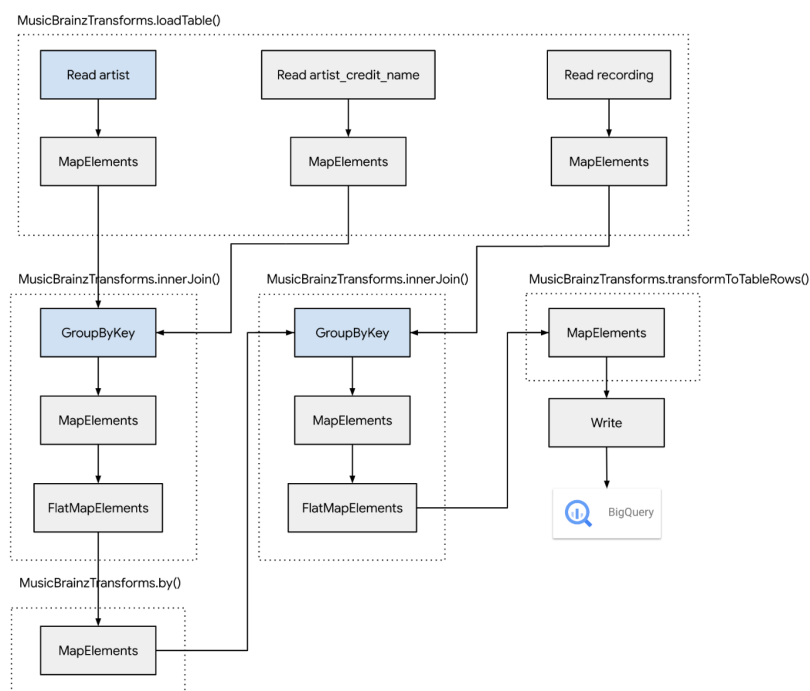 MusicBrainzTransforms.loadTable()
Read artist
Read artist_credit_name
Read recording
MapElements
MapElements
MapElements
MusicBrainzTransforms.innerJoin()
MusicBrainzTransforms.innerJoin()
MusicBrainzTransforms.transformToTableRows()
GroupByKey
GroupByKey
MapElements
MapElements
MapElements
Write
FlatMapElements
FlatMapElements
BigQuery
MusicBrainzTransforms.by()
MapElements